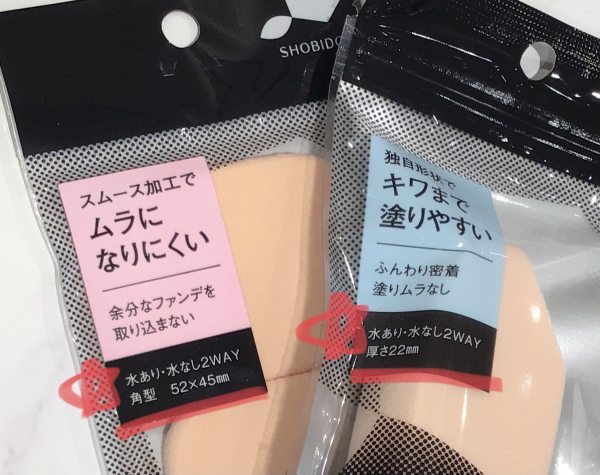 SHOBIDO
スムース加工で
ムラに
なりにくい
余分なファンデを
取り込まない
水あり・水なし2WAY
角型 52×45㎜
独自形状で
キワまで
塗りやすい
ふんわり密着
塗りムラなし
水あり・水なし2WAY
厚さ22㎜